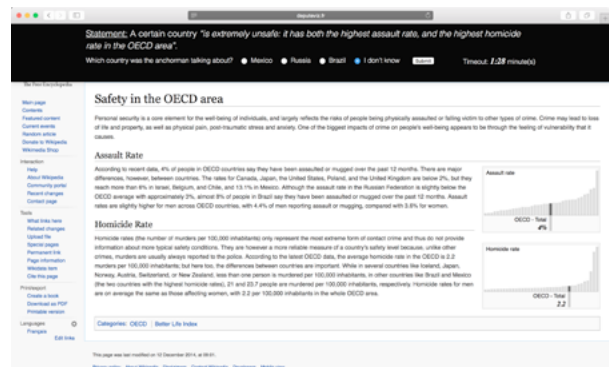 Statement: A certain country "is extremely unsafe: it has both the highest assault rate, and the highest homicide
rate in the OECD area".
Which country was the anchorman talking about? Mexico Russia Brazil I don't know Submit Timeout: 1:28 minute(s)
The Free Encyclopedia
Main page
Contents
Featured content
Current events
Random article
Donate to Wikipedia
Wikimedia Shop
Interaction
Help
About Wikipedia
Community portal
Recent changes
Contact page
Tools
What links here
Related changes
Upload file
Special pages
Permanent link
Page information
Wikidata item
Cite this page
Print/export
Create a book
Download as PDF
Printable version
Languages
Français
Edit links
Safety in the OECD area
Personal security is a core element for the well-being of individuals, and largely reflects the risks of people being physically assaulted or falling victim to other types of crime. Crime may lead to loss
of life and property, as well as physical pain, post-traumatic stress and anxiety. One of the biggest impacts of crime on people's well-being appears to be through the feeling of vulnerability that it
causes.
Assault Rate
According to recent data, 4% of people in OECD countries say they have been assaulted or mugged over the past 12 months. There are major
differences, however, between countries. The rates for Canada, Japan, the United States, Poland, and the United Kingdom are below 2%, but they
reach more than 6% in Israel, Belgium, and Chile, and 13.1% in Mexico. Although the assault rate in the Russian Federation is slightly below the
OECD average with approximately 3%, almost 8% of people in Brazil say they have been assaulted or mugged over the past 12 months. Assault
rates are slightly higher for men across OECD countries, with 4.4% of men reporting assault or mugging, compared with 3.6% for women.
Assault rate
OECD - Total
4%
Homicide Rate
Homicide rates (the number of murders per 100,000 inhabitants) only represent the most extreme form of contact crime and thus do not provide
information about more typical safety conditions. They are however a more reliable measure of a country's safety level because, unlike other
crimes, murders are usually always reported to the police. According to the latest OECD data, the average homicide rate in the OECD is 2.2
murders per 100,000 inhabitants; but here too, the differences between countries are important. While in several countries like Iceland, Japan,
Norway, Austria, Switzerland, or New Zealand, less than one person is murdered per 100,000 inhabitants, in other countries like Brazil and Mexico
(the two countries with the highest homicide rates), 21 and 23.7 people are murdered per 100,000 inhabitants, respectively. Homicide rates for men
are on average the same as those affecting women, with 2.2 per 100,000 inhabitants in the whole OECD area.
Homicide rate
OECD - Total
2.2
Categories: OECD | Better Life Index
This page was last modified on 12 December 2014, at 09:01.